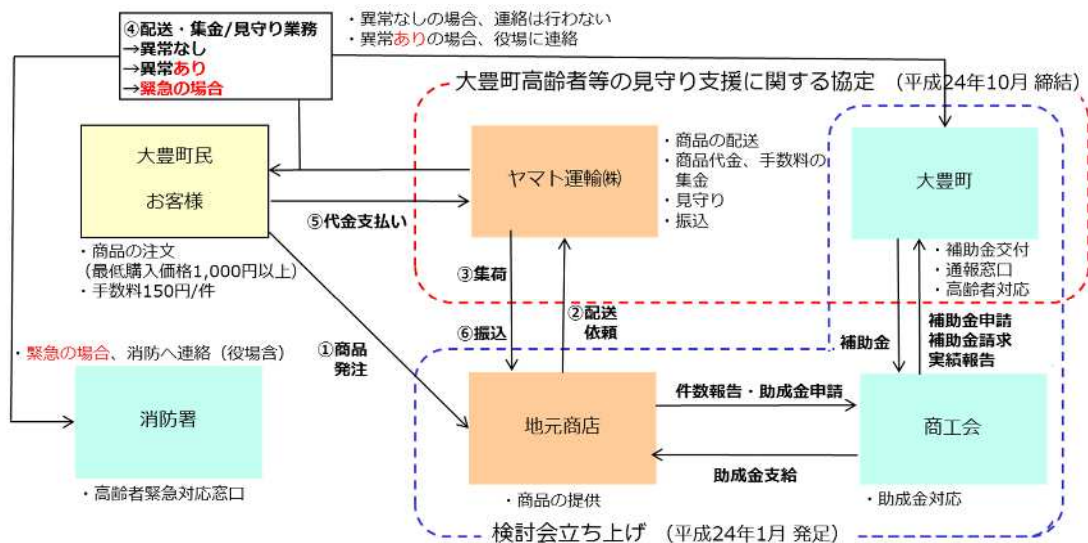 ④配送・集金/見守り業務
→異常なし
→異常あり
→緊急の場合
・異常なしの場合、連絡は行わない
・異常ありの場合、役場に連絡
大豊町高齢者等の見守り支援に関する協定 (平成24年10月 締結)
大豊町民
お客様
・商品の注文
(最低購入価格1,000円以上)
・手数料150円/件
ヤマト運輸㈱
・商品の配送
・商品代金、手数料の
集金
・見守り
・振込
大豊町
・補助金交付
・通報窓口
・高齢者対応
⑤代金支払い
③集荷
②配送
依頼
⑥振込
①商品
発注
補助金
補助金申請
補助金請求
実績報告
・緊急の場合、消防へ連絡(役場含)
消防署
・高齢者緊急対応窓口
地元商店
・商品の提供
件数報告・助成金申請
助成金支給
商工会
・助成金対応
検討会立ち上げ (平成24年1月 発足)